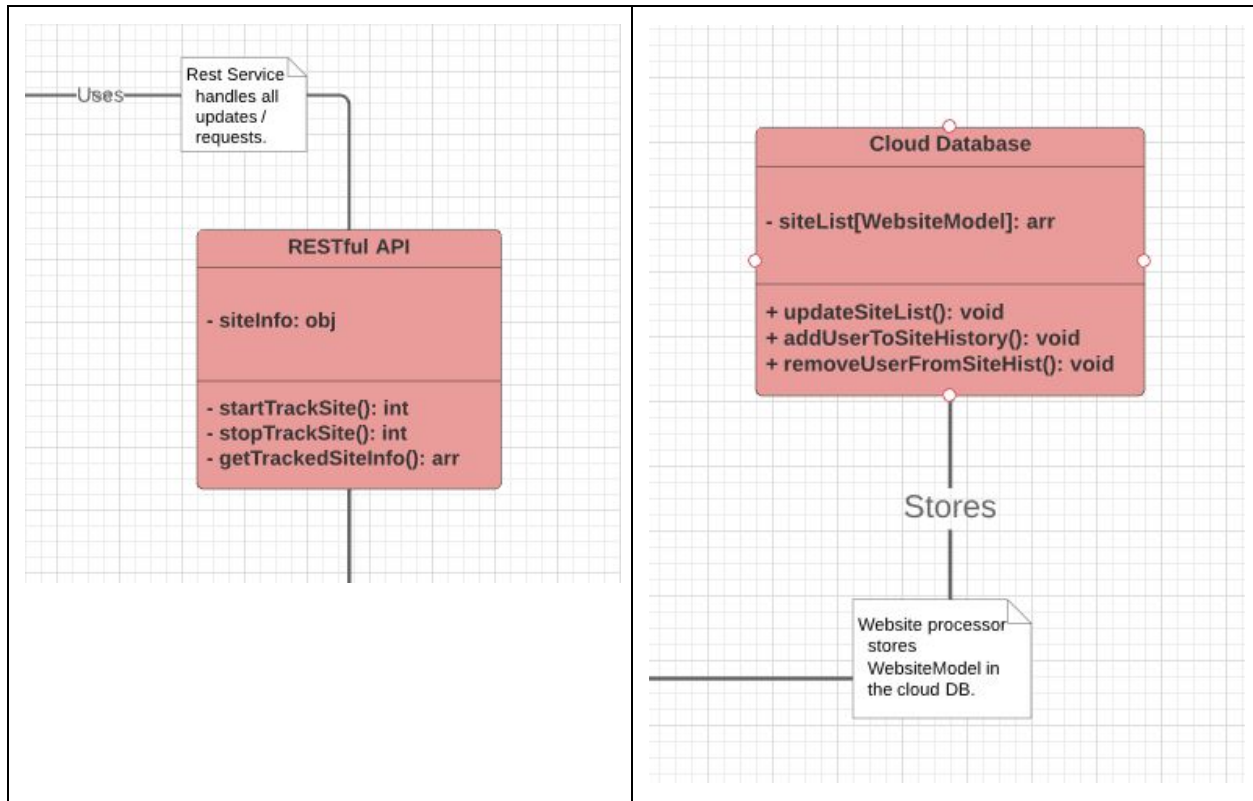 Uses
Rest Service
handles all
updates /
requests.
RESTful API
- siteInfo: obj
- startTrackSite(): int
- stopTrackSite(): int
- getTrackedSiteInfo(): arr
Cloud Database
- siteList[WebsiteModel]: arr
+ updateSiteList(): void
+ addUserToSiteHistory(): void
+ removeUserFromSiteHist(): void
Stores
Website processor
stores
WebsiteModel in
the cloud DB.